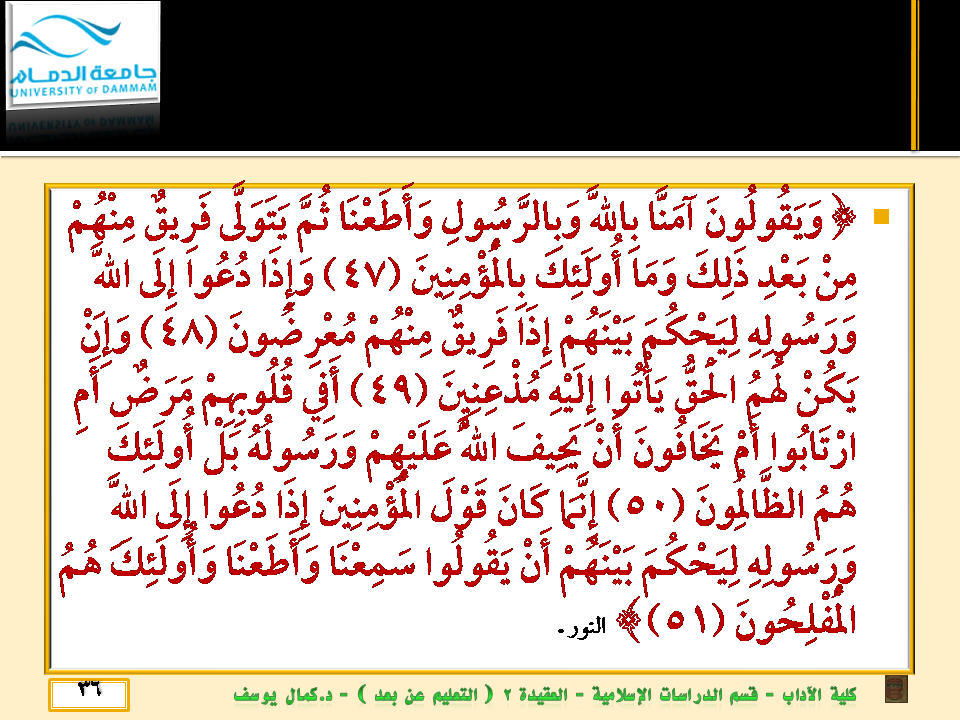 جامعة الدمام
UNIVERSITY OF DAMMAM
﴿ وَيَقُولُونَ آمَنَّا بِاللَّهِ وَبِالرَّسُولِ وَأَطَعْنَا ثُمَّ يَتَوَلَّى فَرِيقٌ مِنْهُمْ
مِنْ بَعْدِ ذَلِكَ وَمَا أُولَئِكَ بِالْمُؤْمِنِينَ (٤٧) وَإِذَا دُعُوا إِلَى اللَّهِ
وَرَسُولِهِ لِيَحْكُمَ بَيْنَهُمْ إِذَا فَرِيقٌ مِنْهُمْ مُعْرِضُونَ (٤٨) وَإِنْ
يَكُنْ لَهُمُ الْحَقُّ يَأْتُوا إِلَيْهِ مُذْعِنِينَ (٤٩) أَفِي قُلُوبِهِمْ مَرَضٌ أَمِ
ارْتَابُوا أَمْ يَخَافُونَ أَنْ يَحِيفَ اللَّهُ عَلَيْهِمْ وَرَسُولُهُ بَلْ أُولَئِكَ
هُمُ الظَّالِمُونَ (٥٠) إِنَّمَا كَانَ قَوْلَ الْمُؤْمِنِينَ إِذَا دُعُوا إِلَى اللَّهِ
وَرَسُولِهِ لِيَحْكُمَ بَيْنَهُمْ أَنْ يَقُولُوا سَمِعْنَا وَأَطَعْنَا وَأُولَئِكَ هُمُ
الْمُفْلِحُونَ (٥١)﴾ النور.
كلية الآداب - قسم الدراسات الإسلامية - العقيدة ٢ ( التعليم عن بعد ) - د.كمال يوسف
٣٦